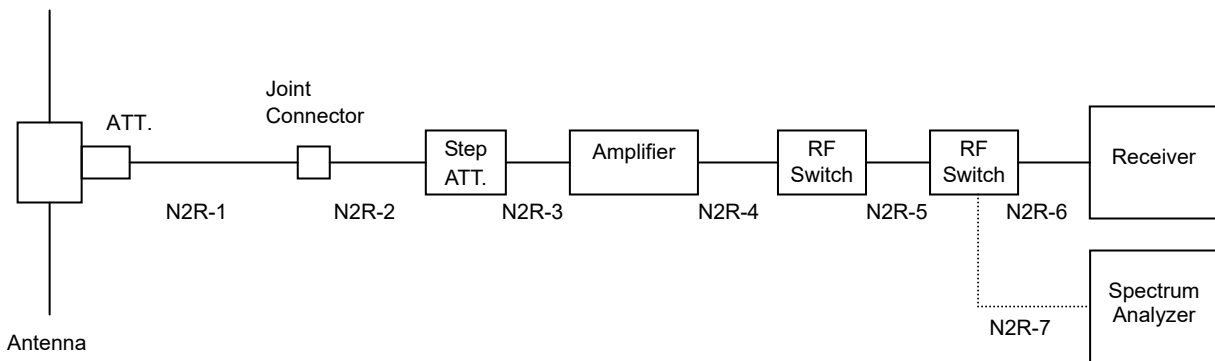 Joint
Connector
ATT.
Step
ATT.
Amplifier
RF
Switch
RF
Switch
Receiver
N2R-1
N2R-2
N2R-3
N2R-4
N2R-5
N2R-6
Spectrum
Analyzer
N2R-7
Antenna